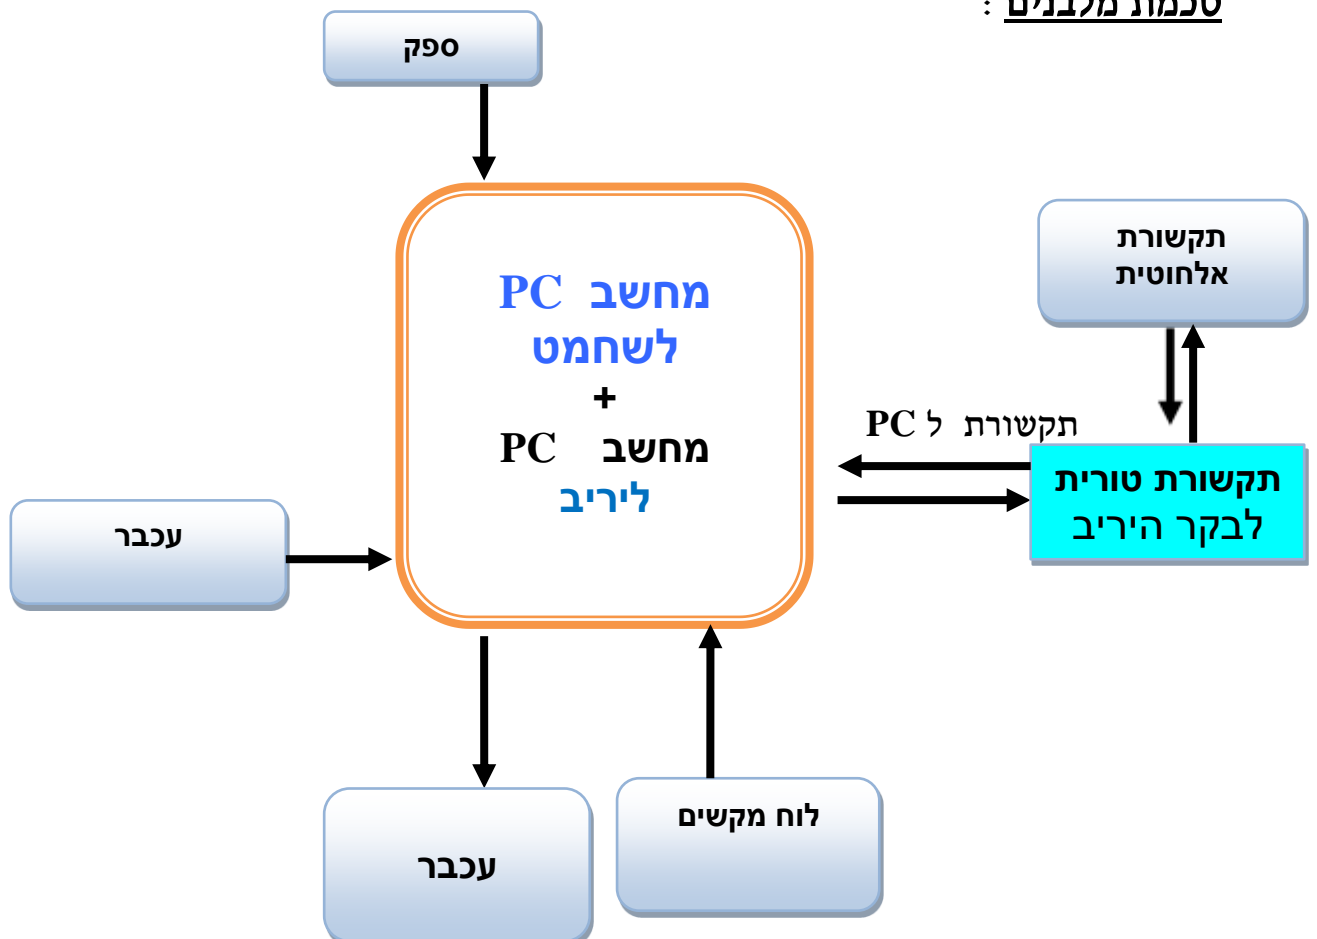 סכמת מלבנים :
ספק
תקשורת
אלחוטית
מחשב PC
לשחמט
+
מחשב PC
ליריב
תקשורת ל PC
תקשורת טורית
לבקר היריב
עכבר
לוח מקשים
עכבר